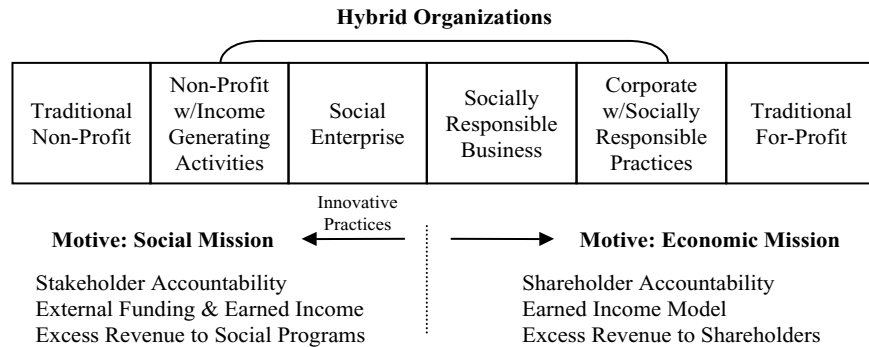 Hybrid Organizations
Traditional
Non-Profit
Non-Profit
w/Income
Generating
Activities
Social
Enterprise
Socially
Responsible
Business
Corporate
w/Socially
Responsible
Practices
Traditional
For-Profit
Innovative
Practices
Motive: Social Mission
Stakeholder Accountability
External Funding & Earned Income
Excess Revenue to Social Programs
Motive: Economic Mission
Shareholder Accountability
Earned Income Model
Excess Revenue to Shareholders